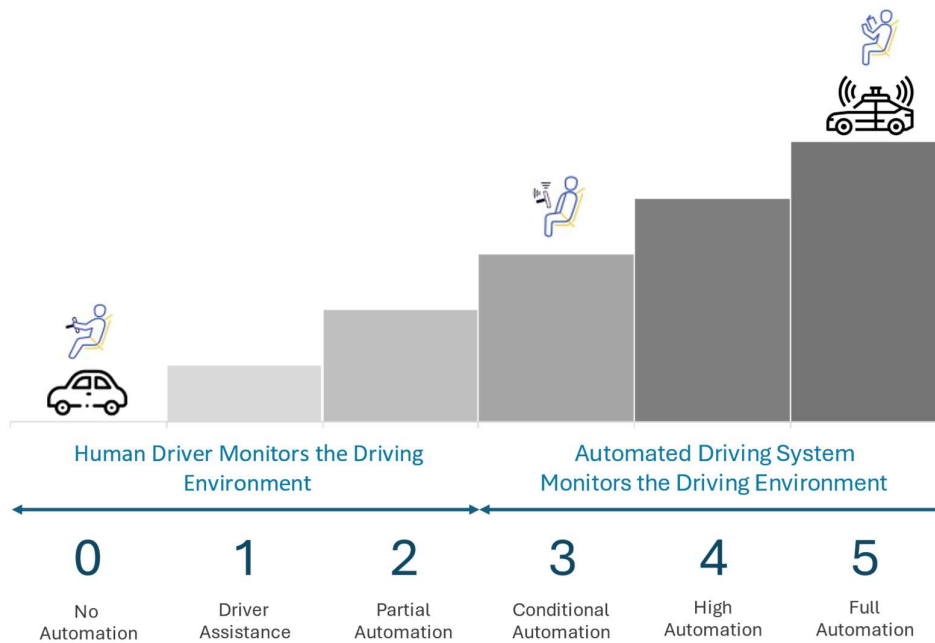 Human Driver Monitors the Driving
Environment
Automated Driving System
Monitors the Driving Environment
0
1
2
3
4
5
No
Automation
Driver
Assistance
Partial
Automation
Conditional
Automation
High
Automation
Full
Automation